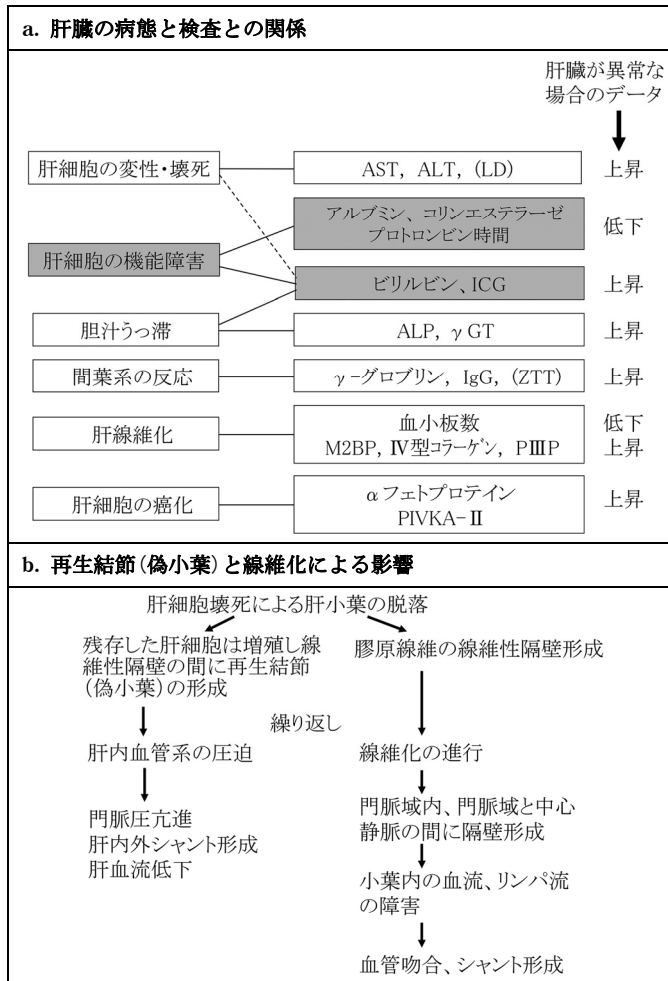 a. 肝臓の病態と検査との関係
肝臓が異常な
場合のデータ
肝細胞の変性・壊死
AST, ALT, (LD)
上昇
アルブミン、コリンエステラーゼ
プロトロンビン時間
低下
肝細胞の機能障害
ビリルビン、ICG
上昇
胆汁うっ滞
ALP, γGT
上昇
間葉系の反応
γ-グロブリン, IgG, (ZTT)
上昇
肝線維化
血小板数
低下
M2BP, Ⅳ型コラーゲン, PⅢP
上昇
肝細胞の癌化
αフェトプロテイン
PIVKA-Ⅱ
上昇
b. 再生結節(偽小葉)と線維化による影響
肝細胞壊死による肝小葉の脱落
残存した肝細胞は増殖し線
維性隔壁の間に再生結節
(偽小葉)の形成
膠原線維の線維性隔壁形成
繰り返し
肝内血管系の圧迫
線維化の進行
門脈圧亢進
肝内外シャント形成
肝血流低下
門脈域内、門脈域と中心
静脈の間に隔壁形成
小葉内の血流、リンパ流
の障害
血管吻合、シャント形成